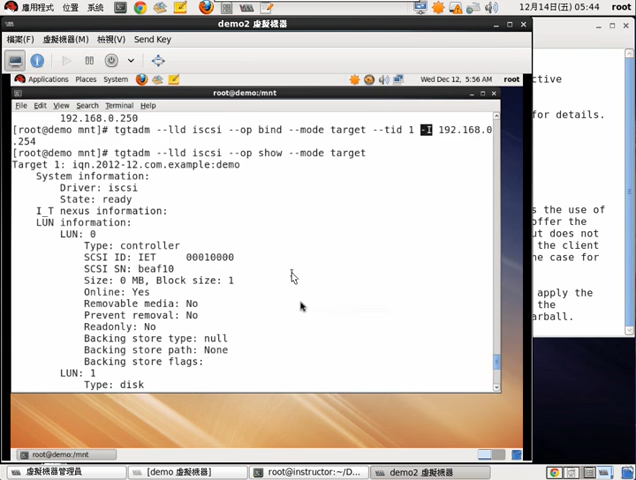 應用程式 位置 系統 12月14日(五) 05:44 root
demo2 虛擬機器
檔案(F) 虛擬機器(M) 檢視(V) Send Key
Applications Places System Wed Dec 12, 5:56 AM root
root@demo:/mnt
File Edit View Search Terminal Help
192.168.0.250
[root@demo mnt]# tgtadm --lld iscsi --op bind --mode target --tid 1 -I 192.168.0
.254
[root@demo mnt]# tgtadm --lld iscsi --op show --mode target
Target 1: iqn.2012-12.com.example:demo
System information:
Driver: iscsi
State: ready
I_T nexus information:
LUN information:
LUN: 0
Type: controller
SCSI ID: IET 00010000
SCSI SN: beaf10
Size: 0 MB, Block size: 1
Online: Yes
Removable media: No
Prevent removal: No
Readonly: No
Backing store type: null
Backing store path: None
Backing store flags:
LUN: 1
Type: disk
ective
for details.
s the use of
offer the
ut does not
the client
ne case for
apply the
the
arball.
root@demo:/mnt
虛擬機器管理員 [demo 虛擬機器] root@instructor:~/D... demo2 虛擬機器